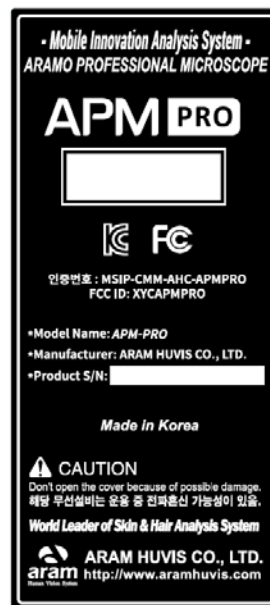 - Mobile Innovation Analysis System -
ARAMO PROFESSIONAL MICROSCOPE
APM PRO
KC FC
인증번호 : MSIP-CMM-AHC-APMPRO
FCC ID: XYCAPMPRO
•Model Name: APM-PRO
•Manufacturer: ARAM HUVIS CO., LTD.
•Product S/N:
Made in Korea
CAUTION
Don't open the cover because of possible damage.
해당 무선설비는 운용 중 전파혼신 가능성이 있음.
World Leader of Skin & Hair Analysis System
aram
Human Vision System
ARAM HUVIS CO., LTD.
http://www.aramhuvis.com